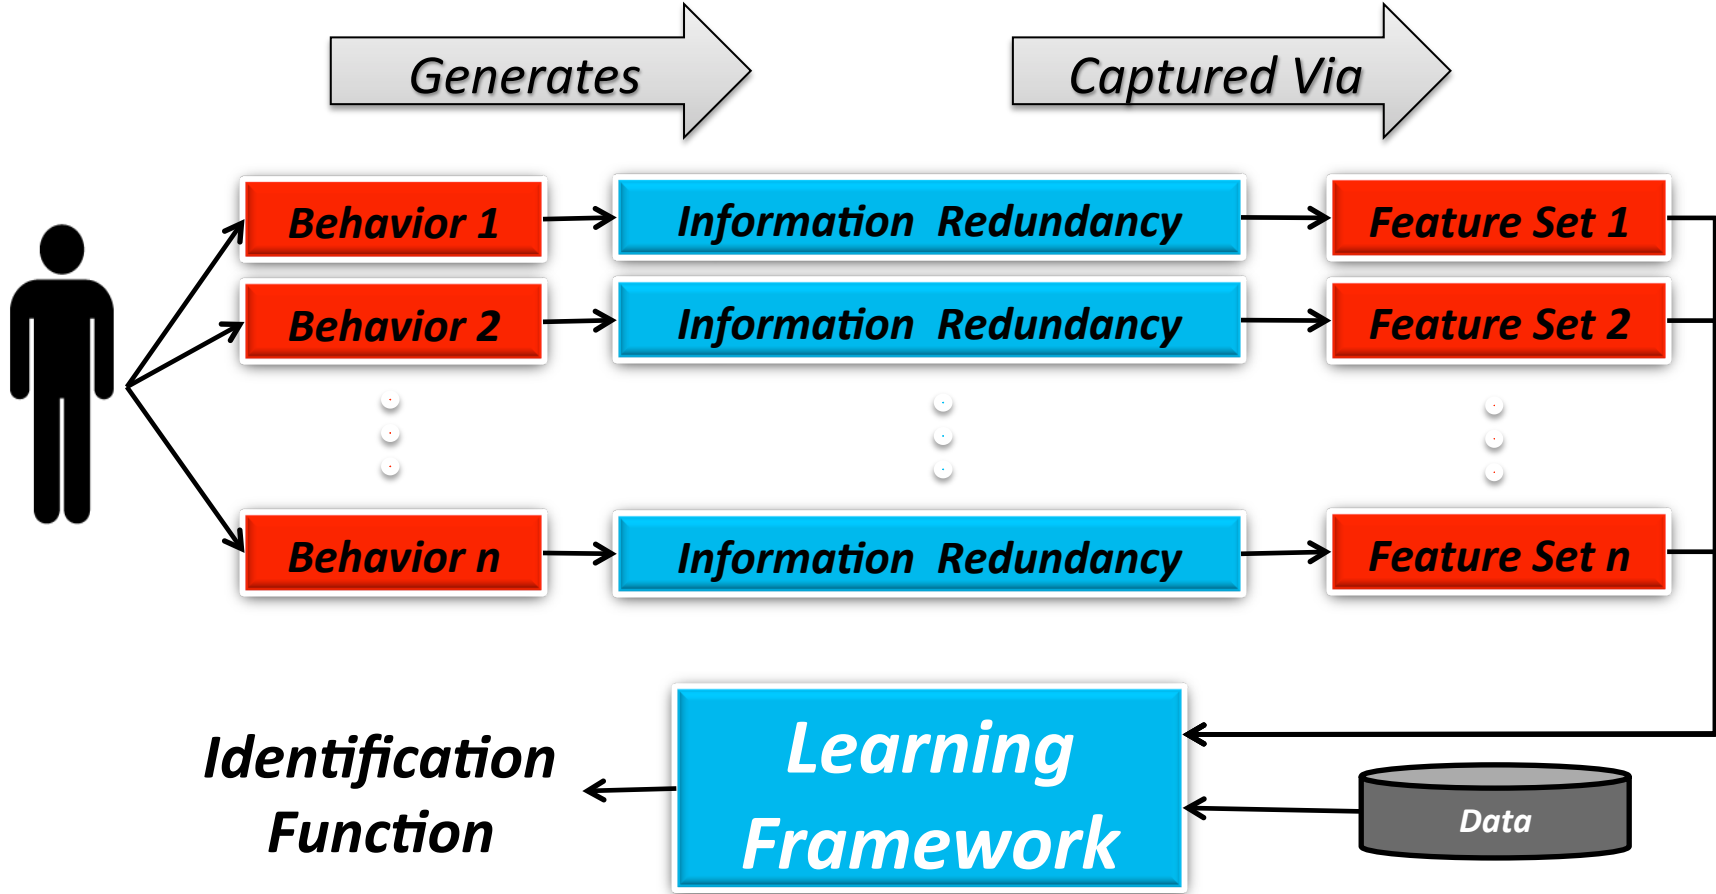 Generates
Captured Via
Behavior 1
Information Redundancy
Feature Set 1
Behavior 2
Information Redundancy
Feature Set 2
Behavior n
Information Redundancy
Feature Set n
Identification
Function
Learning
Framework
Data